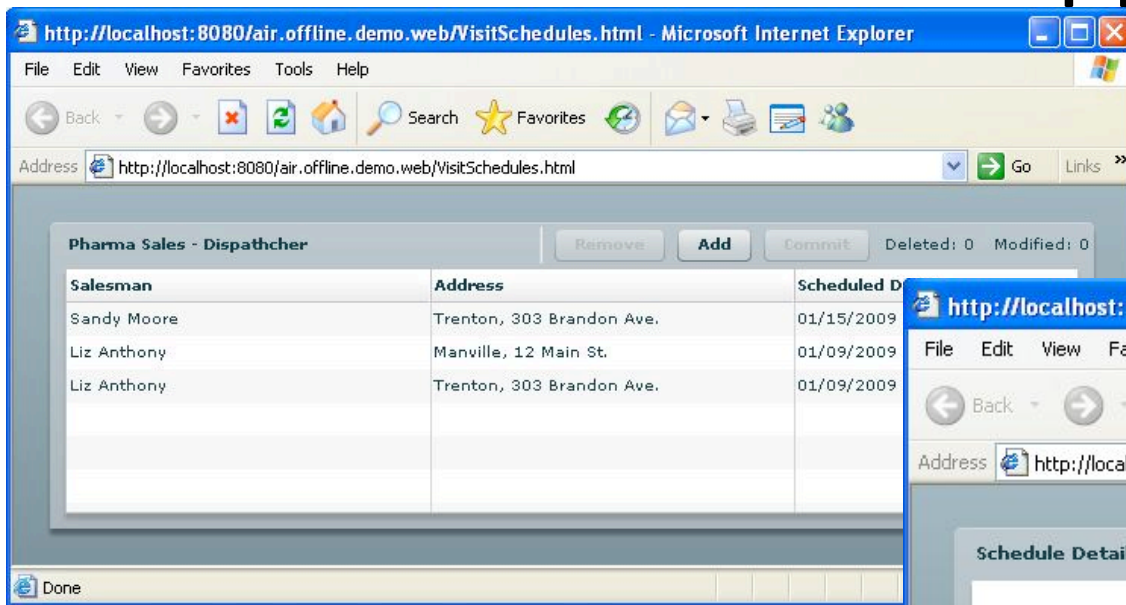 http://localhost:8080/air.offline.demo.web/VisitSchedules.html - Microsoft Internet Explorer
File Edit View Favorites Tools Help
Back Search Favorites
Address http://localhost:8080/air.offline.demo.web/VisitSchedules.html Go Links »
Pharma Sales - Dispathcher Remove Add Commit Deleted: 0 Modified: 0
Salesman Address Scheduled D
Sandy Moore Trenton, 303 Brandon Ave. 01/15/2009
Liz Anthony Manville, 12 Main St. 01/09/2009
Liz Anthony Trenton, 303 Brandon Ave. 01/09/2009
Done
http://localhost:
File Edit View Fa
Back
Address http://local
Schedule Detai